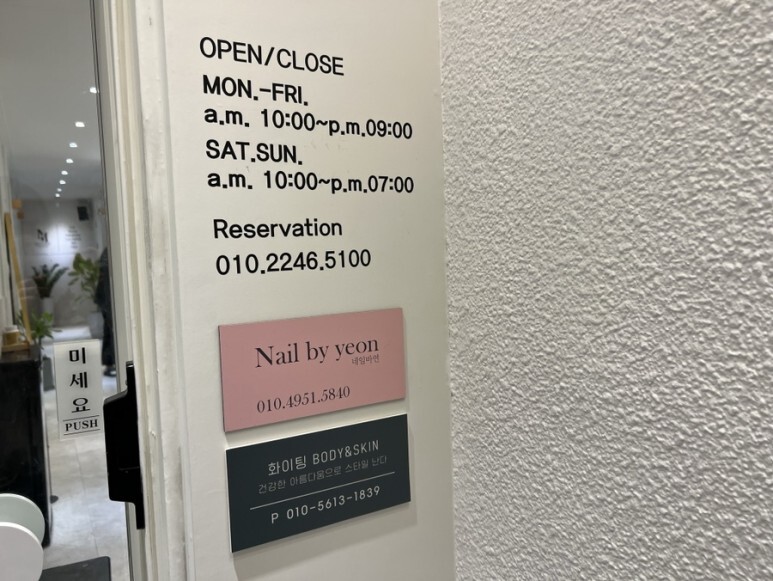 OPEN/CLOSE
MON.-FRI.
a.m. 10:00~p.m.09:00
SAT.SUN.
a.m. 10:00~p.m.07:00
Reservation
010.2246.5100
Nail by yeon
네일바연
010.4951.5840
화이팅 BODY&SKIN
건강한 아름다움으로 스타일 난다
P 010-5613-1839
미세요
PUSH